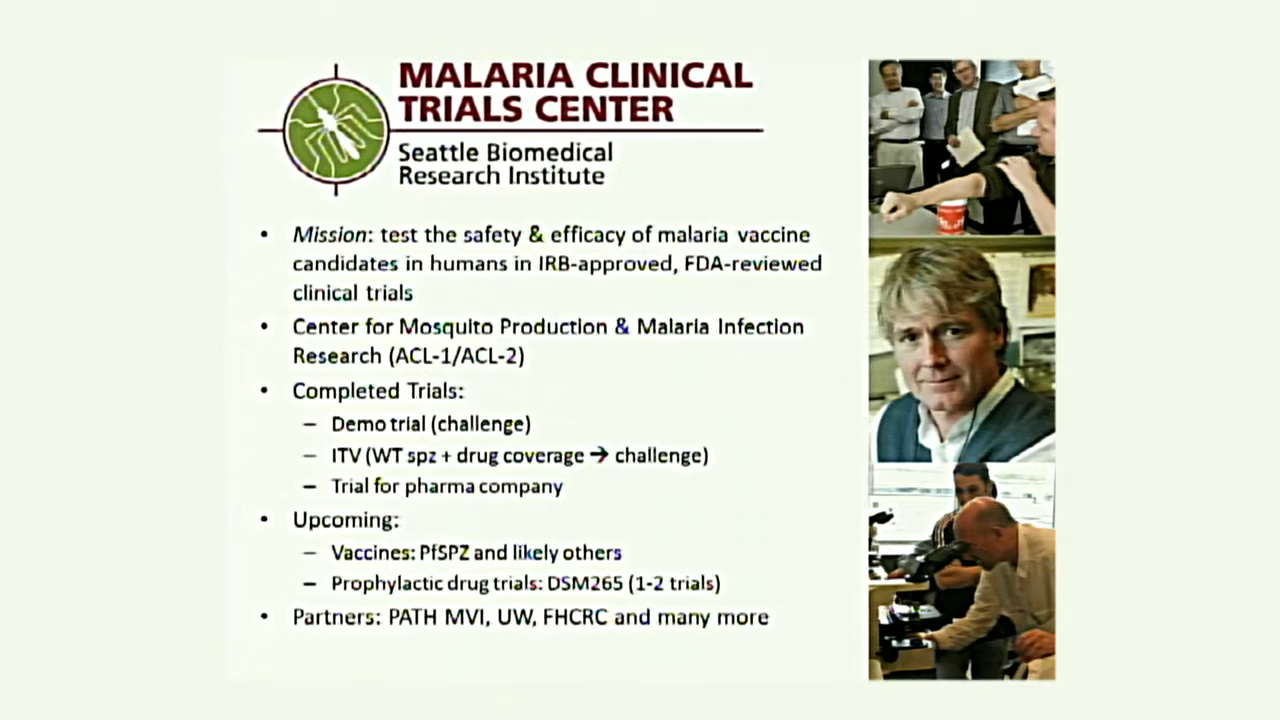 MALARIA CLINICAL
TRIALS CENTER
Seattle Biomedical
Research Institute
• Mission: test the safety & efficacy of malaria vaccine
candidates in humans in IRB-approved, FDA-reviewed
clinical trials
• Center for Mosquito Production & Malaria Infection
Research (ACL-1/ACL-2)
• Completed Trials:
– Demo trial (challenge)
– ITV (WT spz + drug coverage → challenge)
– Trial for pharma company
• Upcoming:
– Vaccines: PfSPZ and likely others
– Prophylactic drug trials: DSM265 (1-2 trials)
• Partners: PATH MVI, UW, FHCRC and many more